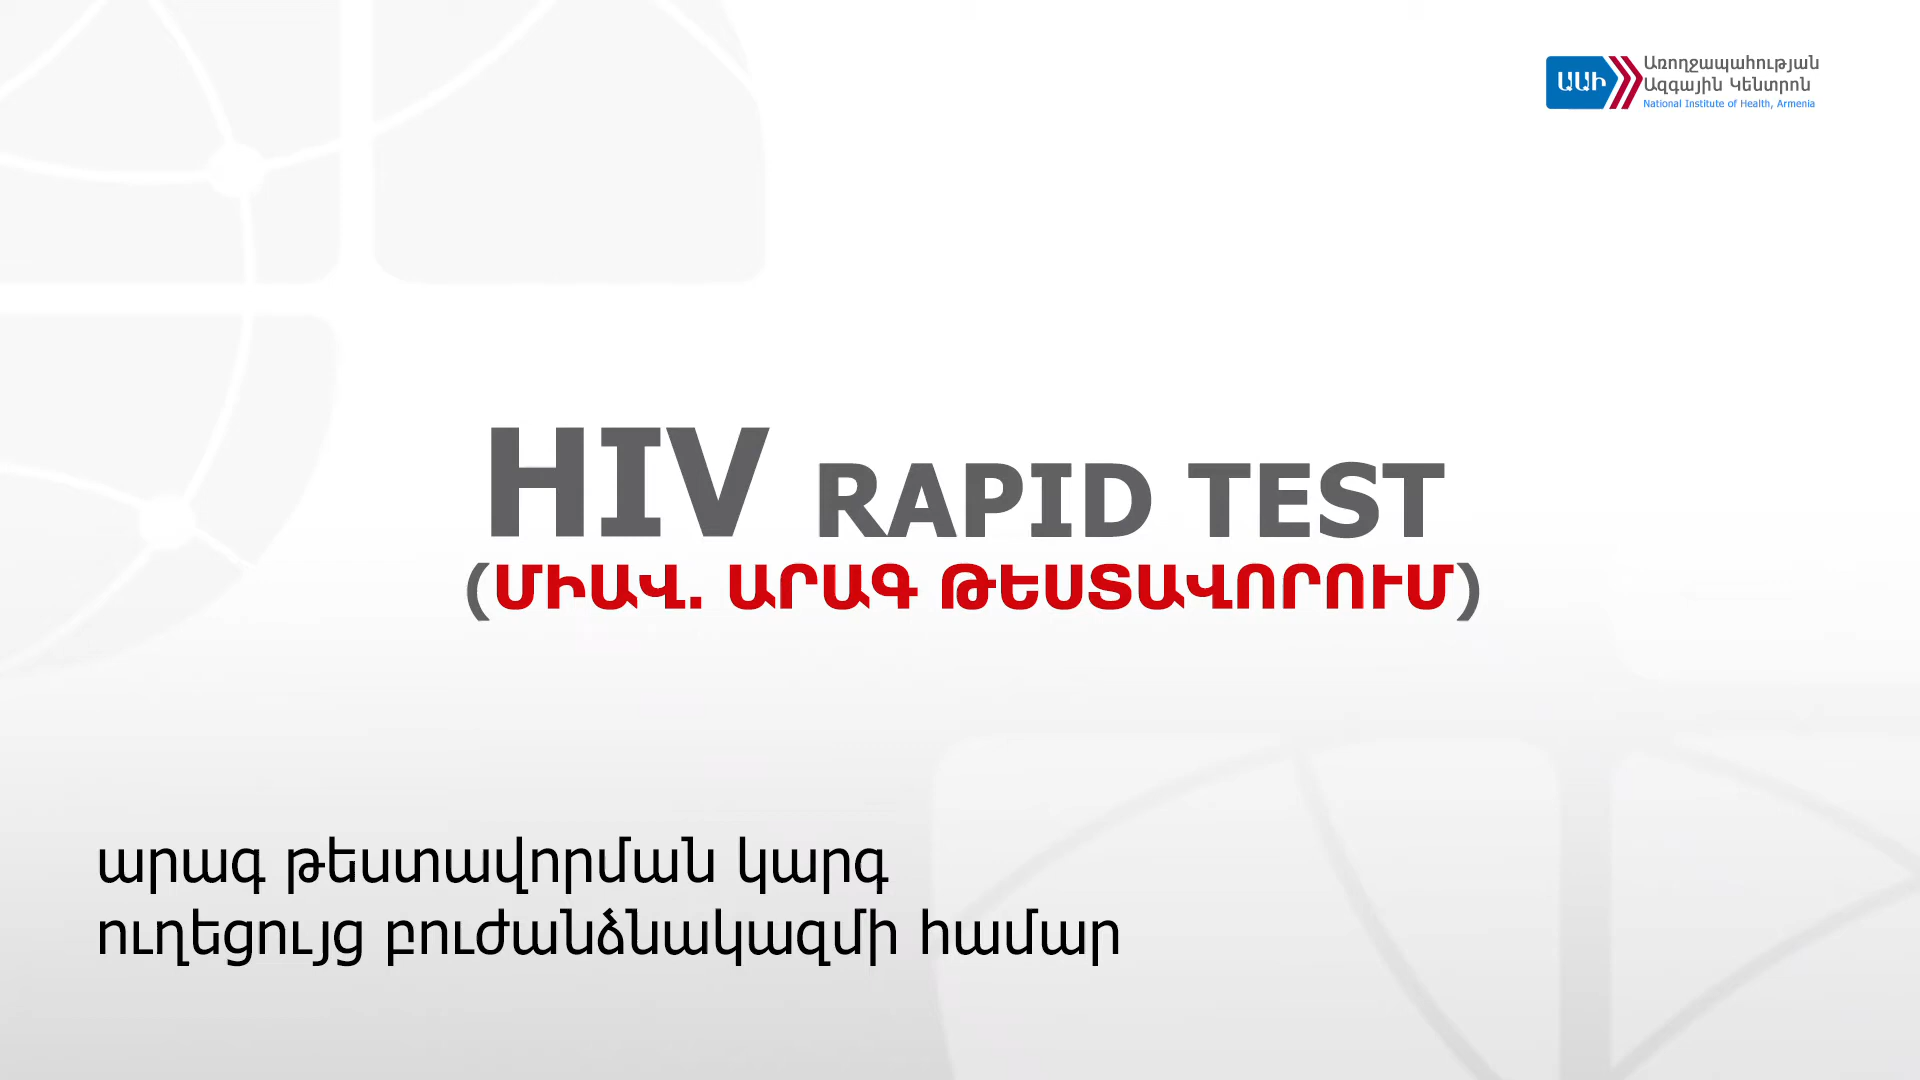 ԱԱԻ
Առողջապահության
Ազգային Կենտրոն
National Institute of Health, Armenia
HIV RAPID TEST
(ՄԻԱՎ. ԱՐԱԳ ԹԵՍՏԱՎՈՐՈՒՄ)
արագ թեստավորման կարգ
ուղեցույց բուժանձնակազմի համար